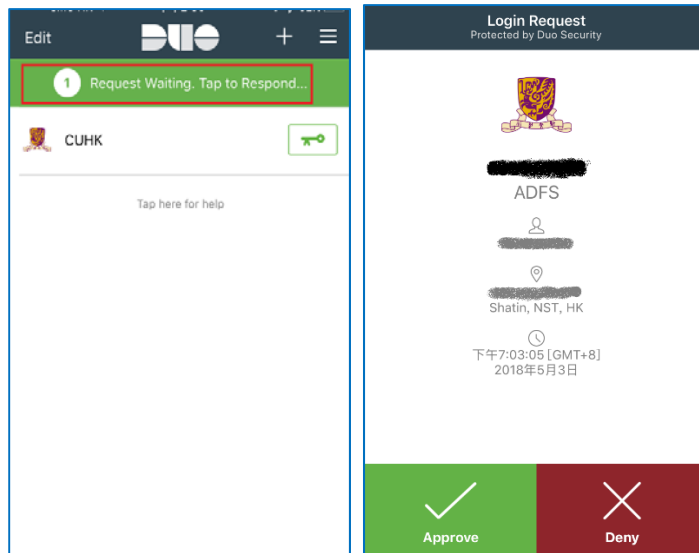 Edit
DUO
1 Request Waiting. Tap to Respond...
CUHK
Tap here for help
Login Request
Protected by Duo Security
ADFS
Shatin, NST, HK
下午7:03:05 [GMT+8]
2018年5月3日
Approve
Deny